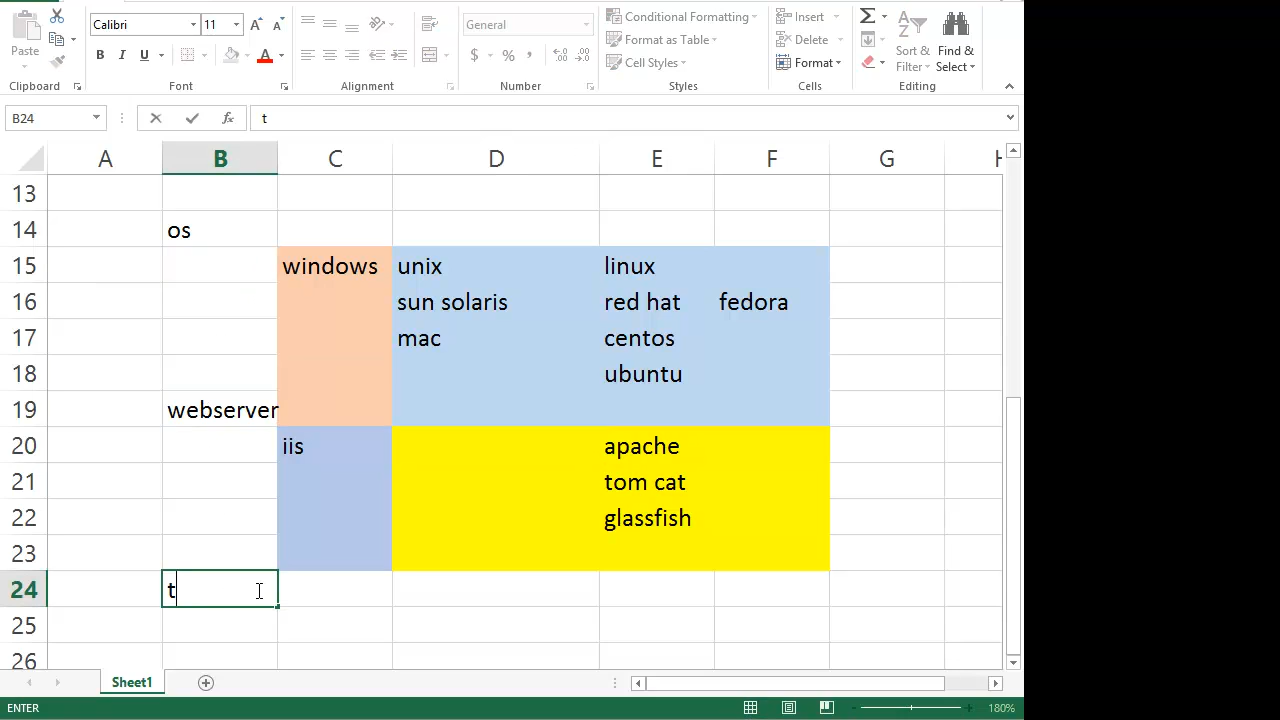 Calibri 11 General Conditional Formatting Insert
Paste B I U $ % , Format as Table Delete Sort & Find &
Cell Styles Format Filter Select
Clipboard Font Alignment Number Styles Cells Editing
B24 fx t
A B C D E F G H
13
14 os
15 windows unix linux
16 sun solaris red hat fedora
17 mac centos
18 ubuntu
19 webserver
20 iis apache
21 tom cat
22 glassfish
23
24 t
25
26
Sheet1
ENTER 180%